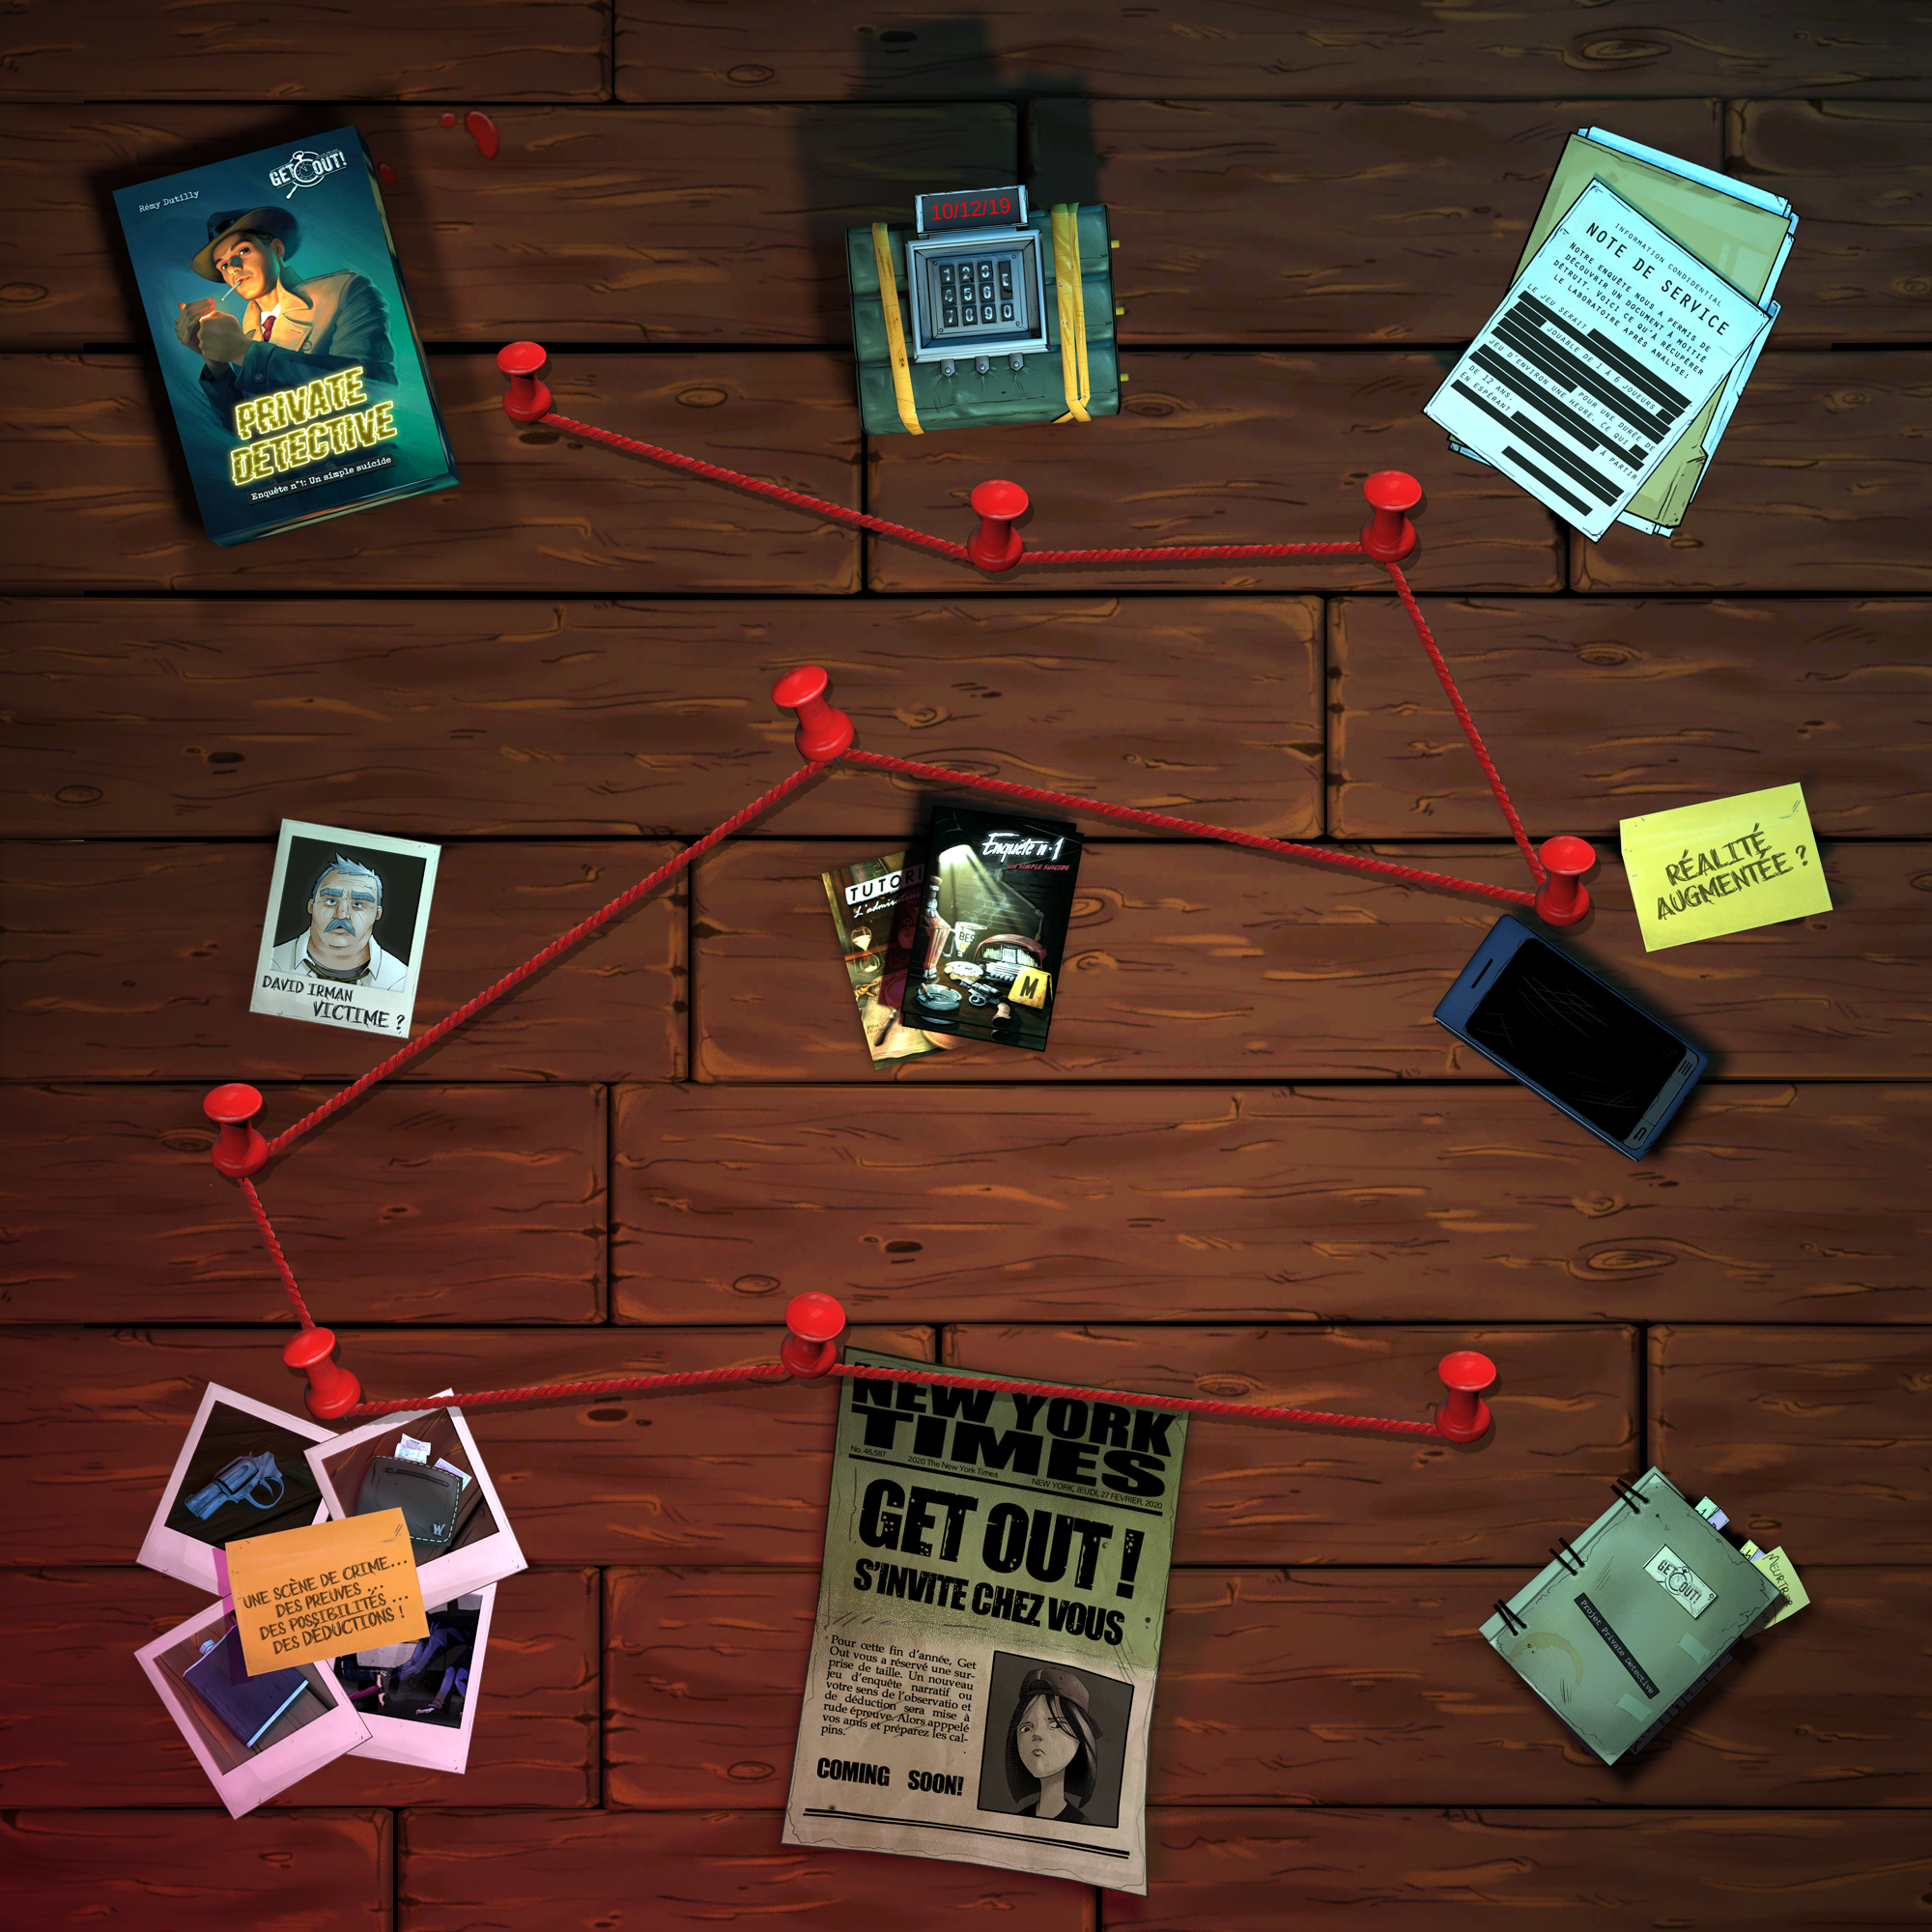 GET OUT!
Rémy Dutilly
PRIVATE
DETECTIVE
Enquête n°1: Un simple suicide
10/12/19
INFORMATION CONDIDENTIAL
NOTE DE SERVICE
NOTRE ENQUÊTE NOUS A PERMIS DE
DÉCOUVRIR UN DOCUMENT À MOITIÉ
DÉTRUIT. VOICI CE QU'A RÉCUPÉRER
LE LABORATOIRE APRÈS ANALYSE:
LE JEU SERAIT
JOUABLE DE 1 À 6 JOUEURS
JEU D'ENVIRON UNE HEURE. POUR UNE DURÉE DE
CE QUI
DE 12 ANS. À PARTIR
EN ESPÉRANT
RÉALITÉ
AUGMENTÉE ?
DAVID IRMAN
VICTIME ?
TUTORI
L'admir
Enquête n°1
UN SIMPLE SUICIDE
BES
M
UNE SCÈNE DE CRIME...
DES PREUVES ...
DES POSSIBILITÉS ...
DES DÉDUCTIONS !
W
NEW YORK
TIMES
No. 46,587
2020 The New York Times
NEW YORK, JEUDI, 27 FEVRIER, 2020
GET OUT !
S'INVITE CHEZ VOUS
Pour cette fin d'année, Get
Out vous a réservé une sur-
prise de taille. Un nouveau
jeu d'enquête narratif ou
votre sens de l'observatio et
de déduction sera mise à
rude épreuve. Alors apppelé
vos amis et préparez les cal-
pins.
COMING SOON!
GET OUT!
MEURTRE
Projet Private Detective